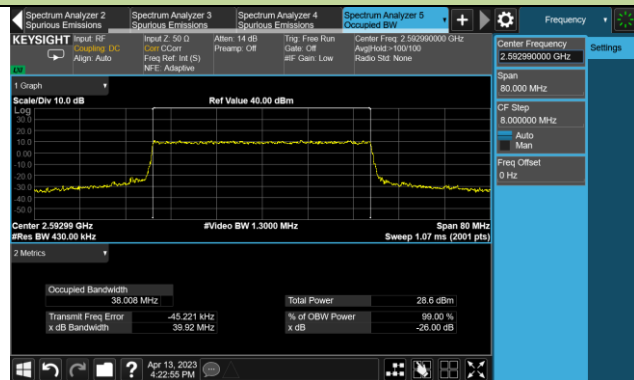 Spectrum Analyzer 2
Spurious Emissions
Spectrum Analyzer 3
Spurious Emissions
Spectrum Analyzer 4
Spurious Emissions
Spectrum Analyzer 5
Occupied BW
Frequency
KEYSIGHT
Input: RF
Coupling: DC
Align: Auto
Input Z: 50 Ω
Corr CCorr
Freq Ref: Int (S)
NFE: Adaptive
Atten: 14 dB
Preamp: Off
Trig: Free Run
Gate: Off
#IF Gain: Low
Center Freq: 2.592990000 GHz
Avg|Hold:>100/100
Radio Std: None
Center Frequency
2.592990000 GHz
Settings
Span
80.000 MHz
CF Step
8.000000 MHz
Auto
Man
Freq Offset
0 Hz
1 Graph
Scale/Div 10.0 dB
Ref Value 40.00 dBm
Log
30.0
20.0
10.0
0.00
-10.0
-20.0
-30.0
-40.0
-50.0
Center 2.59299 GHz
#Res BW 430.00 kHz
#Video BW 1.3000 MHz
Span 80 MHz
Sweep 1.07 ms (2001 pts)
2 Metrics
Occupied Bandwidth
38.008 MHz
Total Power
28.6 dBm
Transmit Freq Error
-45.221 kHz
% of OBW Power
99.00 %
x dB Bandwidth
39.92 MHz
x dB
-26.00 dB
Apr 13, 2023
4:22:55 PM